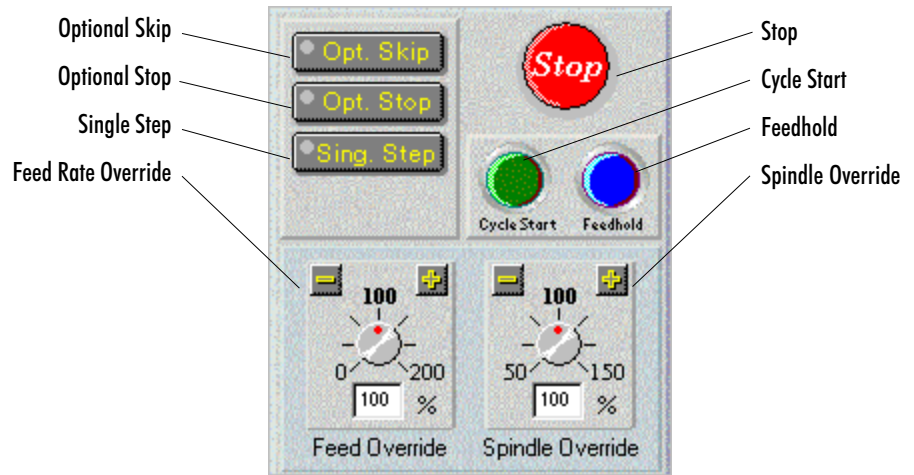 Optional Skip
Optional Stop
Single Step
Feed Rate Override
Opt. Skip
Opt. Stop
Sing. Step
Stop
Cycle Start
Feedhold
Stop
Cycle Start
Feedhold
Spindle Override
100
0
200
100 %
Feed Override
100
50
150
100 %
Spindle Override